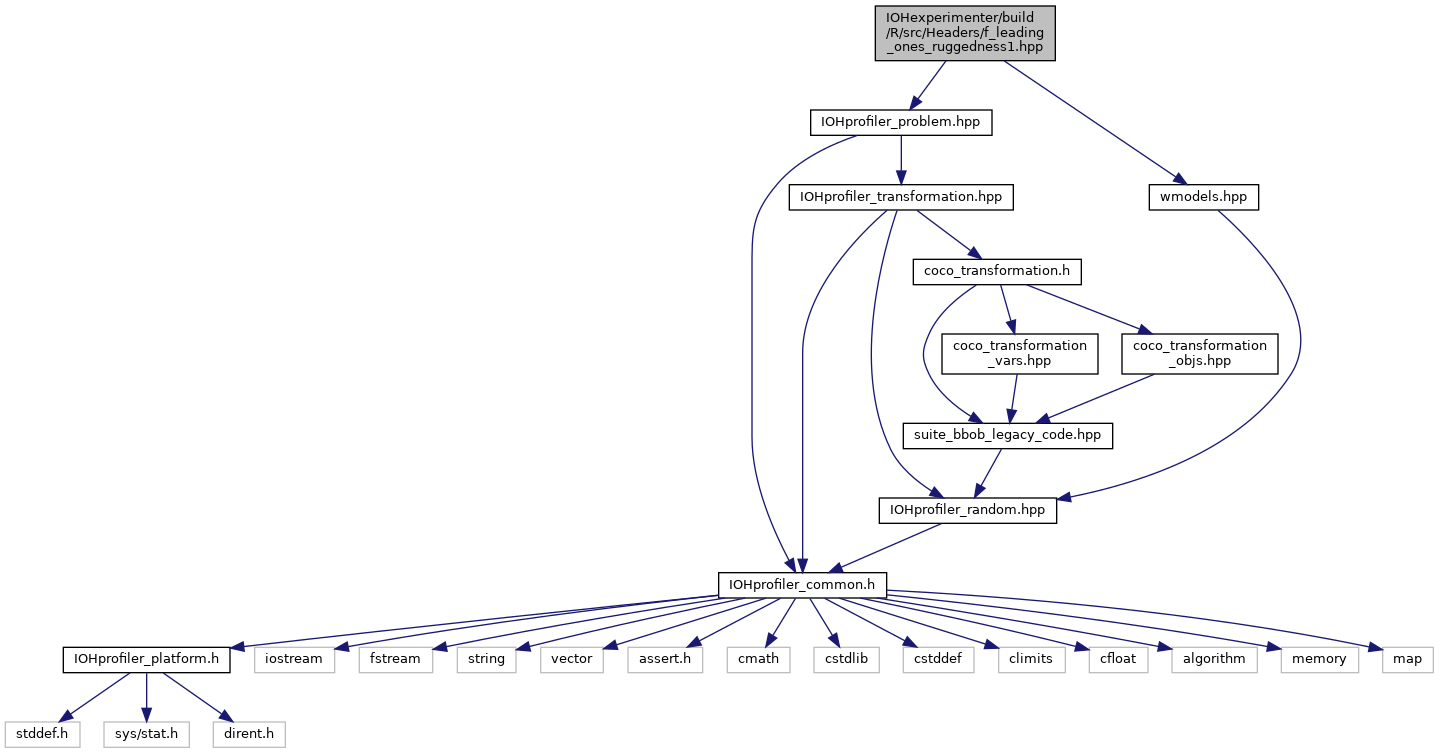 IOHexperimenter/build
/R/src/Headers/f_leading
_ones_ruggedness1.hpp
IOHprofiler_problem.hpp
IOHprofiler_transformation.hpp
wmodels.hpp
coco_transformation.h
coco_transformation
_vars.hpp
coco_transformation
_objs.hpp
suite_bbob_legacy_code.hpp
IOHprofiler_random.hpp
IOHprofiler_common.h
IOHprofiler_platform.h
iostream
fstream
string
vector
assert.h
cmath
cstdlib
cstddef
climits
cfloat
algorithm
memory
map
stddef.h
sys/stat.h
dirent.h